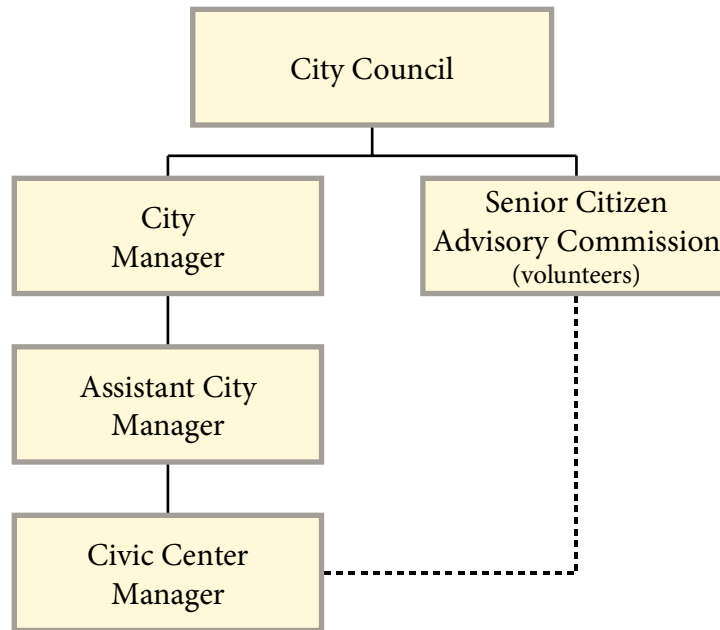 City Council
City
Manager
Senior Citizen
Advisory Commission
(volunteers)
Assistant City
Manager
Civic Center
Manager